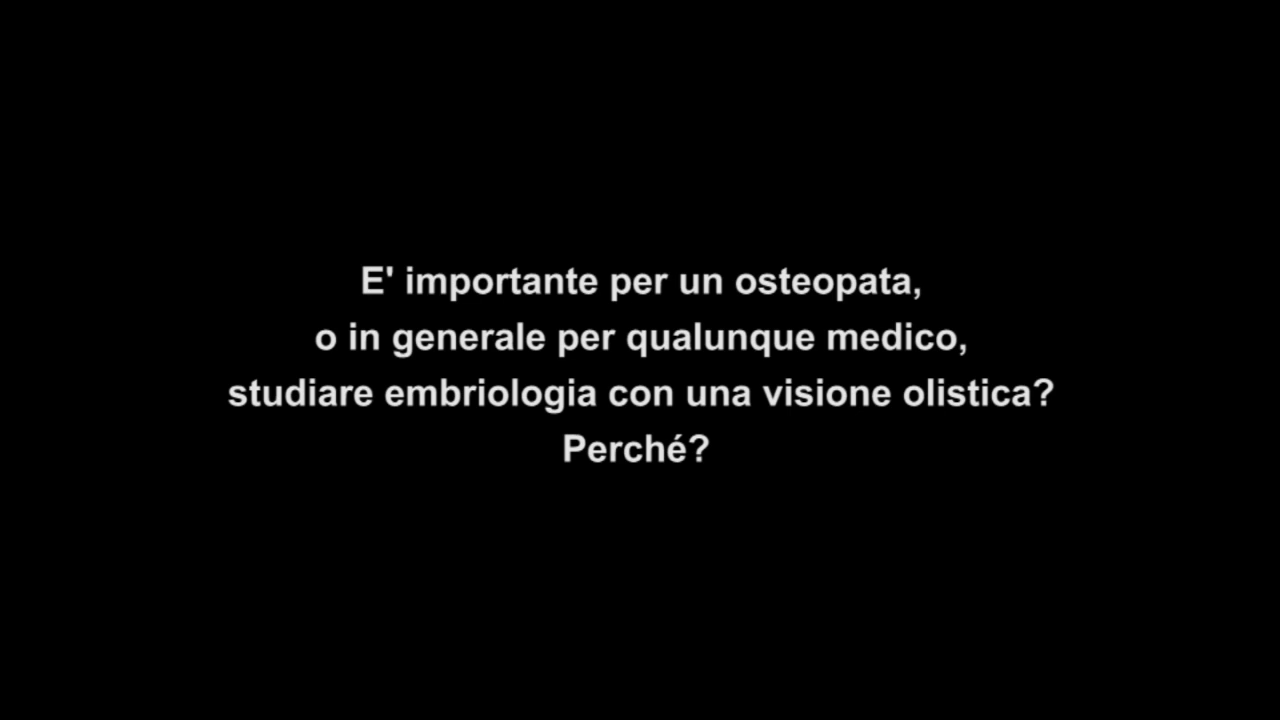 E' importante per un osteopata,
o in generale per qualunque medico,
studiare embriologia con una visione olistica?
Perché?